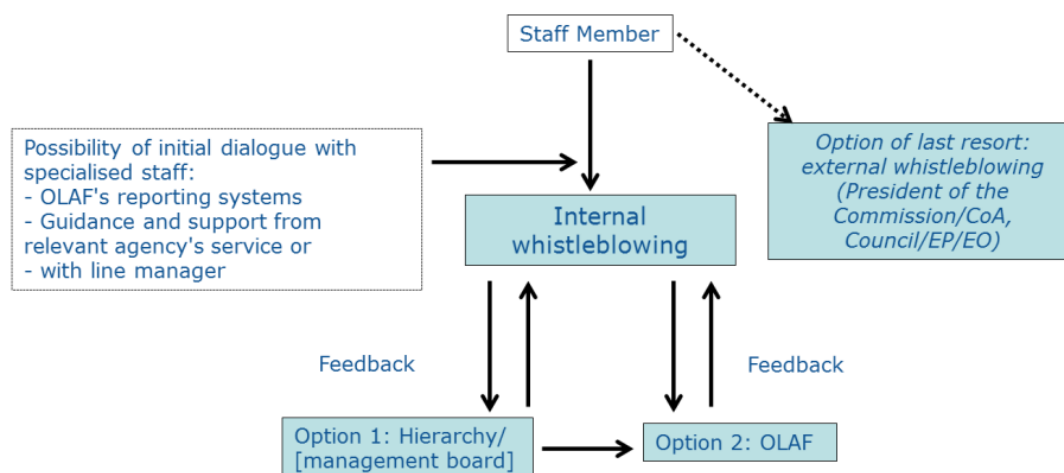 Staff Member
Possibility of initial dialogue with
specialised staff:
- OLAF's reporting systems
- Guidance and support from
relevant agency's service or
- with line manager
Option of last resort:
external whistleblowing
(President of the
Commission/CoA,
Council/EP/EO)
Internal
whistleblowing
Feedback
Feedback
Option 1: Hierarchy/
[management board]
Option 2: OLAF